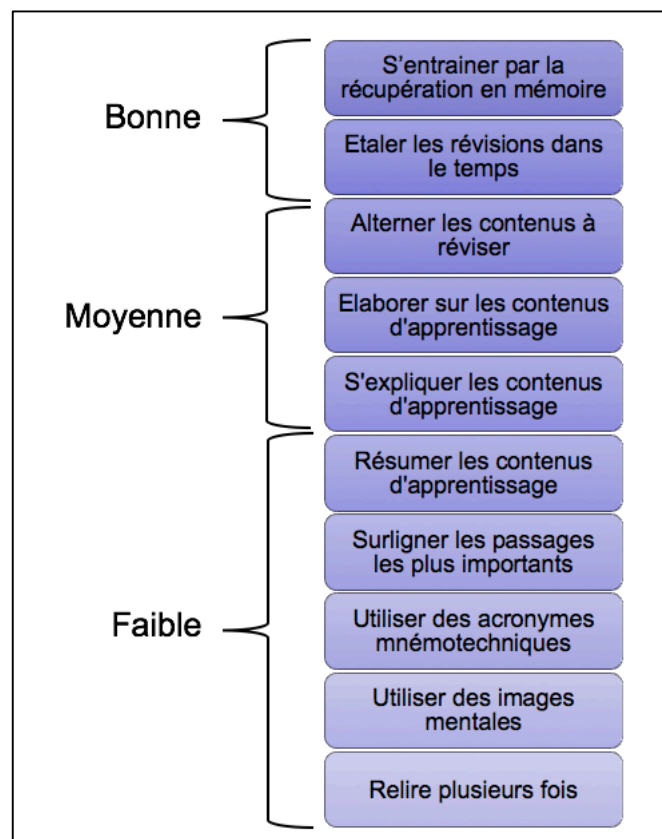 Bonne
S'entrainer par la
récupération en mémoire
Etaler les révisions dans
le temps
Moyenne
Alterner les contenus à
réviser
Elaborer sur les contenus
d'apprentissage
S'expliquer les contenus
d'apprentissage
Faible
Résumer les contenus
d'apprentissage
Surligner les passages
les plus importants
Utiliser des acronymes
mnémotechniques
Utiliser des images
mentales
Relire plusieurs fois